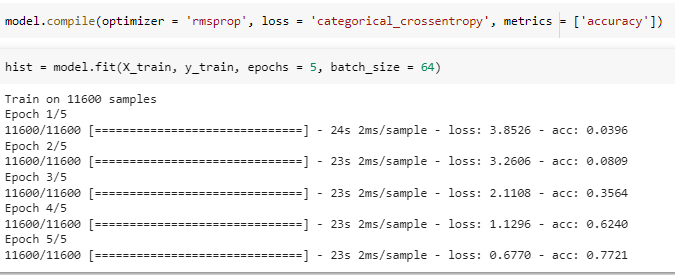 model.compile(optimizer = 'rmsprop', loss = 'categorical_crossentropy', metrics = ['accuracy'])
hist = model.fit(X_train, y_train, epochs = 5, batch_size = 64)
Train on 11600 samples
Epoch 1/5
11600/11600 [==============================] - 24s 2ms/sample - loss: 3.8526 - acc: 0.0396
Epoch 2/5
11600/11600 [==============================] - 23s 2ms/sample - loss: 3.2606 - acc: 0.0809
Epoch 3/5
11600/11600 [==============================] - 23s 2ms/sample - loss: 2.1108 - acc: 0.3564
Epoch 4/5
11600/11600 [==============================] - 23s 2ms/sample - loss: 1.1296 - acc: 0.6240
Epoch 5/5
11600/11600 [==============================] - 23s 2ms/sample - loss: 0.6770 - acc: 0.7721